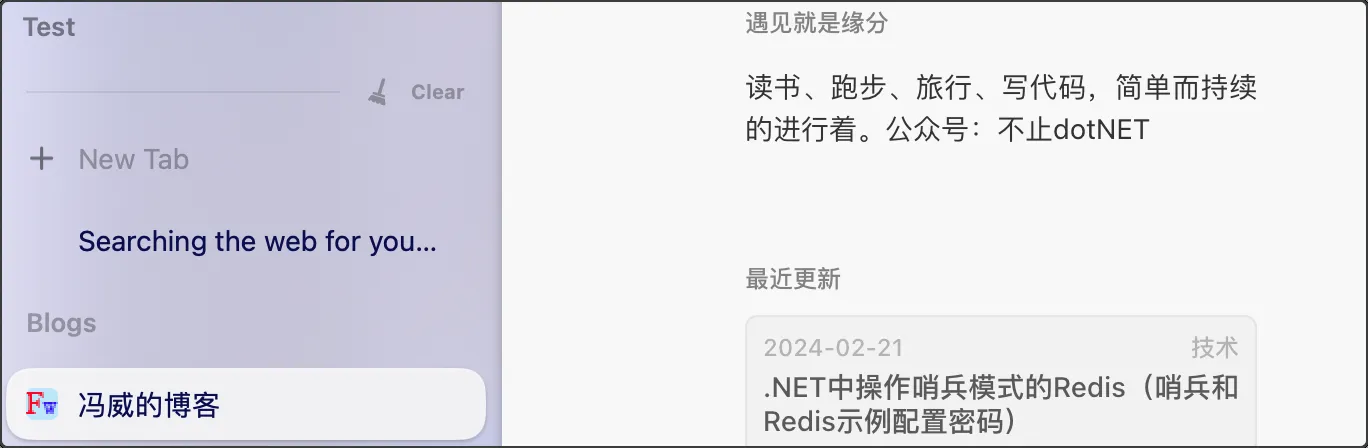 Test
Clear
New Tab
Searching the web for you...
Blogs
FW 冯威的博客
遇见就是缘分
读书、跑步、旅行、写代码，简单而持续
的进行着。公众号：不止dotNET
最近更新
2024-02-21 技术
.NET中操作哨兵模式的Redis（哨兵和
Redis示例配置密码）